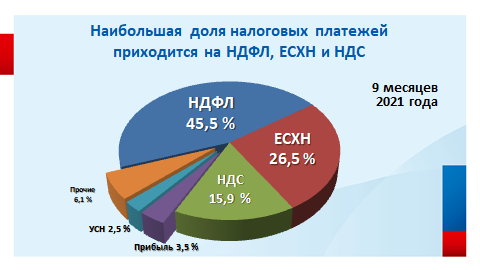 Наибольшая доля налоговых платежей
приходится на НДФЛ, ЕСХН и НДС
9 месяцев
2021 года
НДФЛ
45,5 %
ЕСХН
26,5 %
НДС
15,9 %
Прочие
6,1 %
УСН 2,5 %
Прибыль 3,5 %